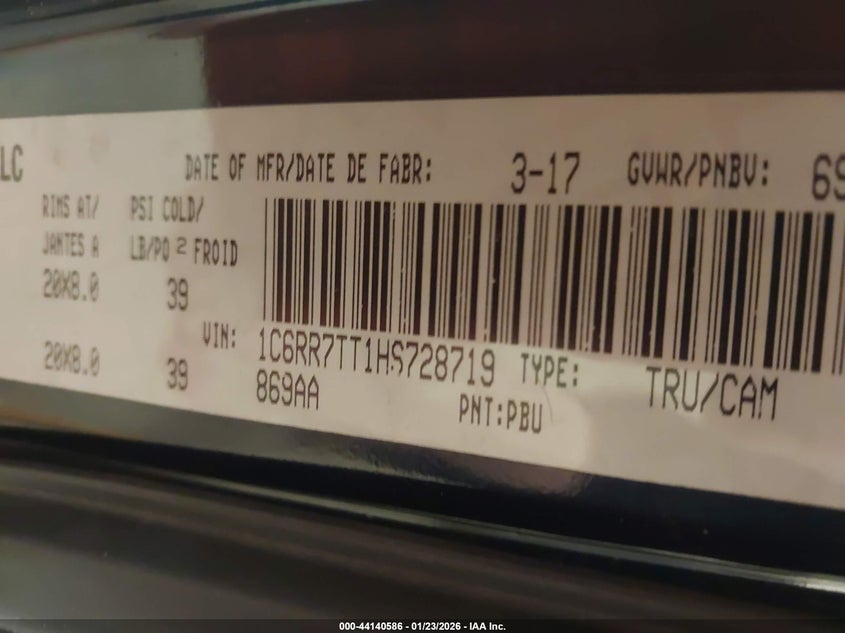 LC
DATE OF MFR/DATE DE FABR: 3-17 GVWR/PNBV: 69
RIMS AT/ PSI COLD/
JANTES A LB/PO 2 FROID
20X8.0 39
VIN: 1C6RR7TT1HS728719 TYPE: TRU/CAM
20X8.0 39 869AA PNT:PBU
000-44140586 - 01/23/2026 - IAA Inc.